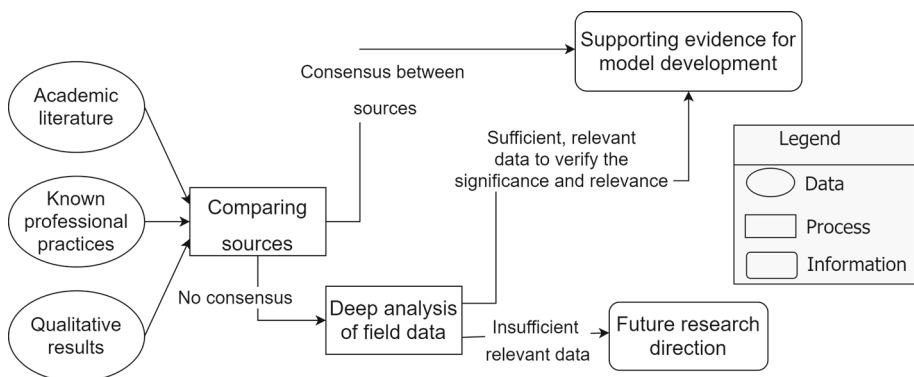 Academic
literature
Known
professional
practices
Qualitative
results
Comparing
sources
Consensus between
sources
No consensus
Deep analysis
of field data
Sufficient, relevant
data to verify the
significance and relevance
Insufficient
relevant data
Supporting evidence for
model development
Future research
direction
Legend
Data
Process
Information